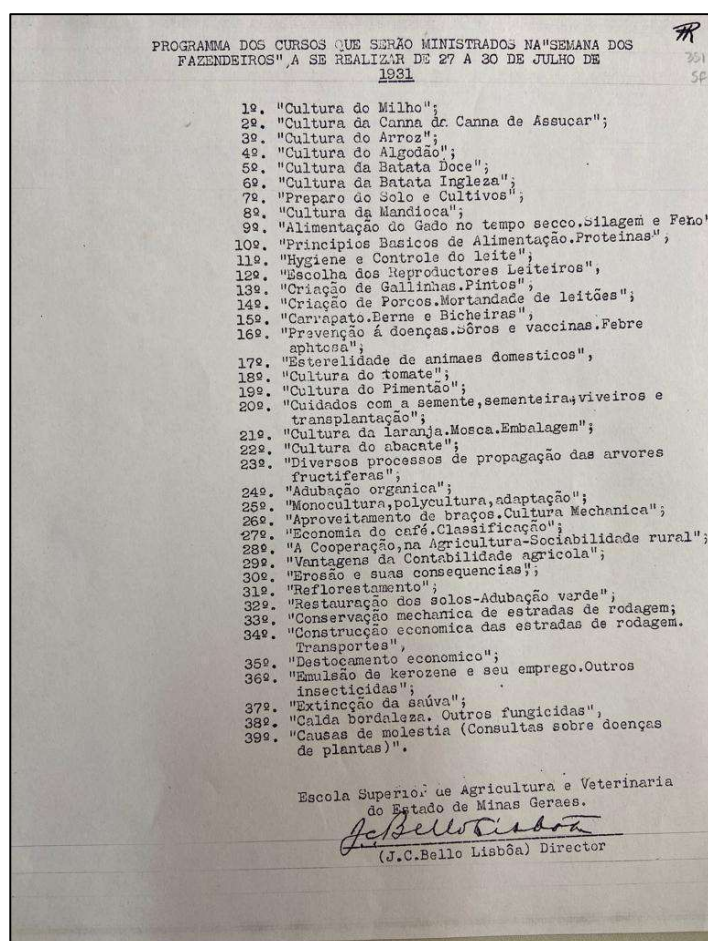 PROGRAMMA DOS CURSOS QUE SERÃO MINISTRADOS NA"SEMANA DOS
FAZENDEIROS",A SE REALIZAR DE 27 A 30 DE JULHO DE
1931
351
SF
1º. "Cultura do Milho";
2º. "Cultura da Canna de Canna de Assucar";
3º. "Cultura do Arroz";
4º. "Cultura do Algodão";
5º. "Cultura da Batata Doce";
6º. "Cultura da Batata Ingleza";
7º. "Preparo do Solo e Cultivos";
8º. "Cultura da Mandioca";
9º. "Alimentação do Gado no tempo secco.Silagem e Feno"
10º. "Principios Basicos de Alimentação.Proteinas",
11º. "Hygiene e Controle do leite";
12º. "Escolha dos Reproductores Leiteiros",
13º. "Criação de Gallinhas.Pintos";
14º. "Criação de Porcos.Mortandade de leitões";
15º. "Carrapato.Berne e Bicheiras",
16º. "Prevenção á doenças.Sôros e vaccinas.Febre
aphtosa";
17º. "Esterelidade de animaes domesticos",
18º. "Cultura do tomate";
19º. "Cultura do Pimentão";
20º. "Cuidados com a semente,sementeira,viveiros e
transplantação";
21º. "Cultura da laranja.Mosca.Embalagem";
22º. "Cultura do abacate";
23º. "Diversos processos de propagação das arvores
fructiferas";
24º. "Adubação organica";
25º. "Monocultura,polycultura,adaptação";
26º. "Aproveitamento de braços.Cultura Mechanica";
27º. "Economia do café.Classificação";
28º. "A Cooperação,na Agricultura-Sociabilidade rural";
29º. "Vantagens da Contabilidade agricola";
30º. "Erosão e suas consequencias";
31º. "Reflorestamento";
32º. "Restauração dos solos-Adubação verde";
33º. "Conservação mechanica de estradas de rodagem;
34º. "Construcção economica das estradas de rodagem.
Transportes",
35º. "Destocamento economico";
36º. "Emulsão de kerozene e seu emprego.Outros
insecticidas";
37º. "Extincção da saúva";
38º. "Calda bordaleza. Outros fungicidas",
39º. "Causas de molestia (Consultas sobre doenças
de plantas)".
Escola Superior de Agricultura e Veterinaria
do Estado de Minas Geraes.
JCBello Lisbôa
(J.C.Bello Lisbôa) Director